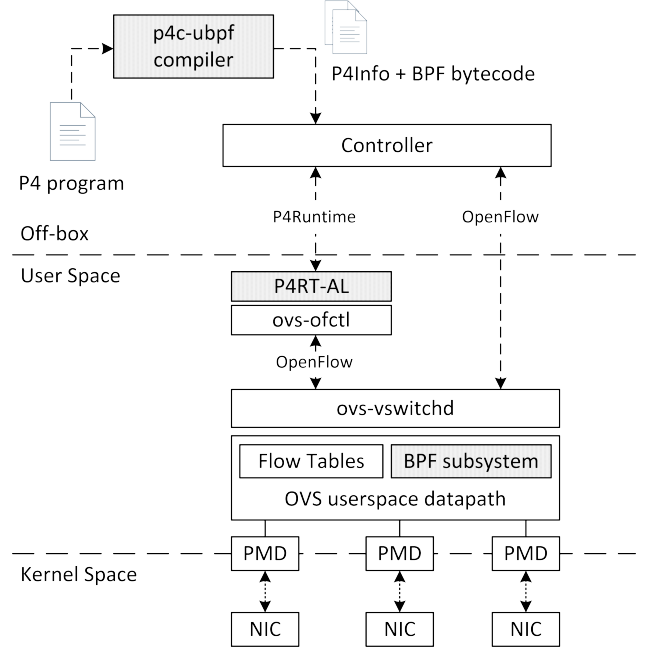 p4c-ubpf
compiler
P4Info + BPF bytecode
P4 program
Controller
P4Runtime
OpenFlow
Off-box
User Space
P4RT-AL
ovs-ofctl
OpenFlow
ovs-vswitchd
Flow Tables
BPF subsystem
OVS userspace datapath
PMD
PMD
PMD
Kernel Space
NIC
NIC
NIC